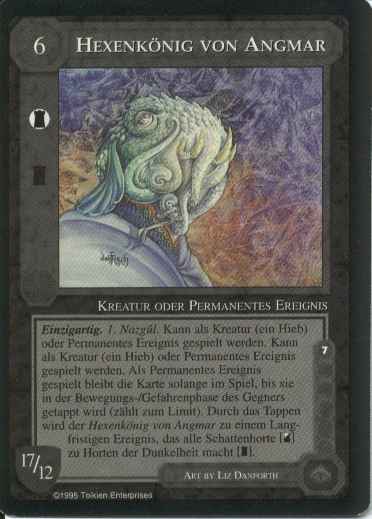 6 HEXENKÖNIG VON ANGMAR
danforth
KREATUR ODER PERMANENTES EREIGNIS
Einzigartig. 1. Nazgûl. Kann als Kreatur (ein Hieb)
oder Permanentes Ereignis gespielt werden. Kann
als Kreatur (ein Hieb) oder Permanentes Ereignis
gespielt werden. Als Permanentes Ereignis
gespielt bleibt die Karte solange im Spiel, bis sie
in der Bewegungs-/Gefahrenphase des Gegners
getappt wird (zählt zum Limit). Durch das Tappen
wird der Hexenkönig von Angmar zu einem Lang-
fristigen Ereignis, das alle Schattenhorte [ ]
zu Horten der Dunkelheit macht [ ].
7
17/12
ART BY LIZ DANFORTH
©1995 Tolkien Enterprises